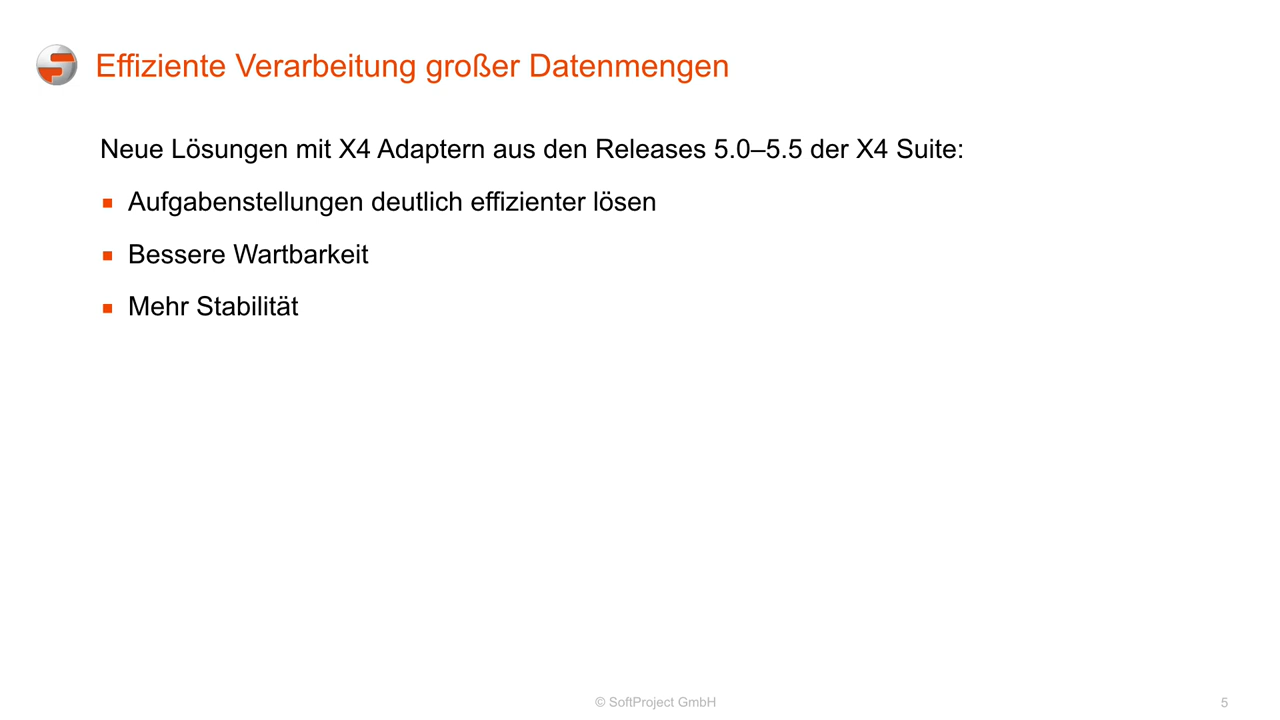 Effiziente Verarbeitung großer Datenmengen
Neue Lösungen mit X4 Adaptern aus den Releases 5.0–5.5 der X4 Suite:
Aufgabenstellungen deutlich effizienter lösen
Bessere Wartbarkeit
Mehr Stabilität
© SoftProject GmbH
5